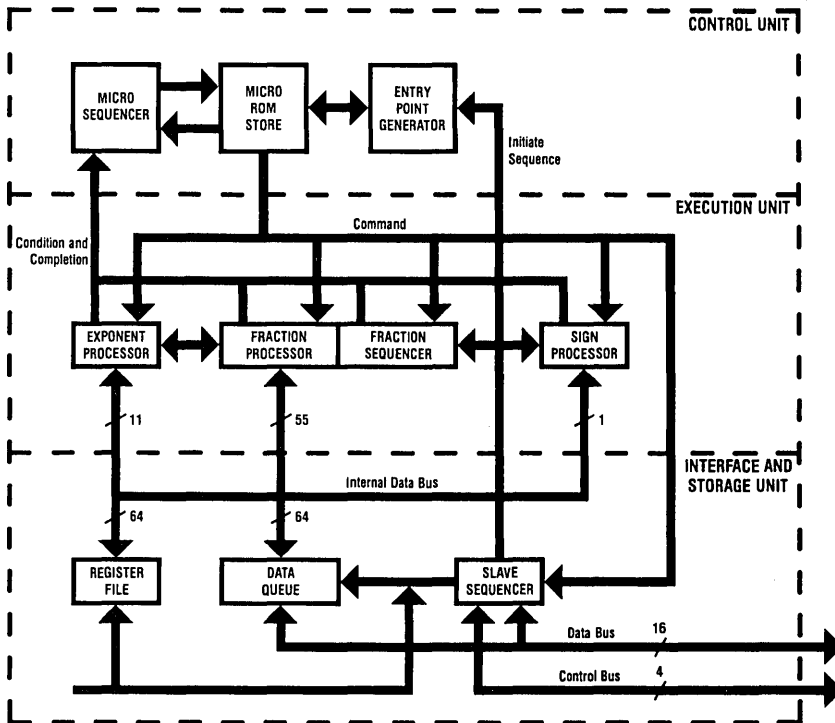 CONTROL UNIT
MICRO
SEQUENCER
MICRO
ROM
STORE
ENTRY
POINT
GENERATOR
Initiate
Sequence
EXECUTION UNIT
Command
Condition and
Completion
EXPONENT
PROCESSOR
FRACTION
PROCESSOR
FRACTION
SEQUENCER
SIGN
PROCESSOR
11
55
1
INTERFACE AND
STORAGE UNIT
Internal Data Bus
64
64
REGISTER
FILE
DATA
QUEUE
SLAVE
SEQUENCER
Data Bus
16
Control Bus
4